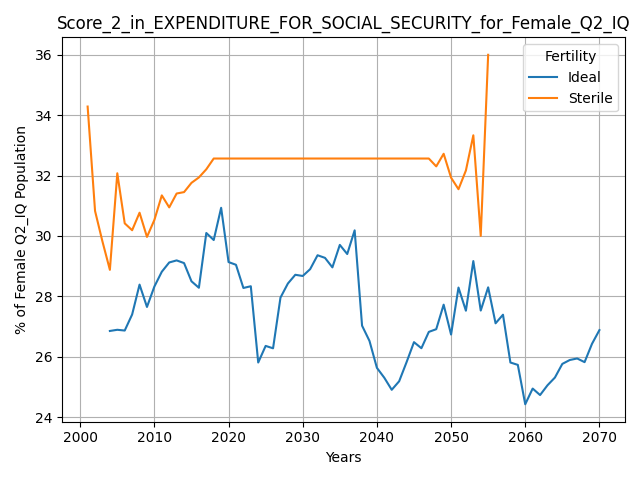 Score_2_in_EXPENDITURE_FOR_SOCIAL_SECURITY_for_Female_Q2_IQ
Fertility
Ideal
Sterile
% of Female Q2_IQ Population
36
34
32
30
28
26
24
2000 2010 2020 2030 2040 2050 2060 2070
Years